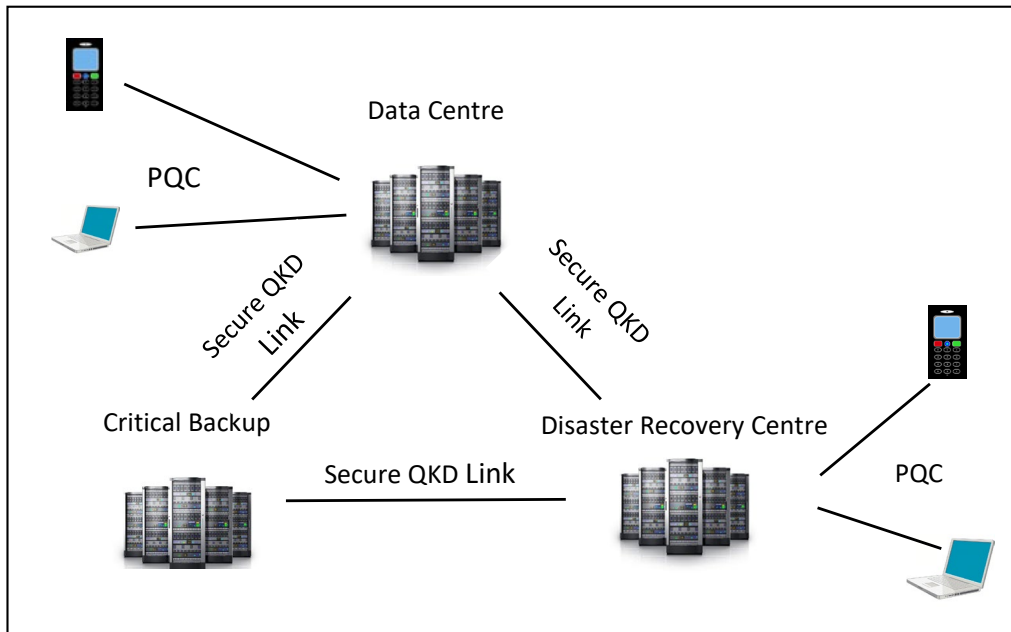 Data Centre
PQC
Secure QKD
Link
Secure QKD
Link
Critical Backup
Disaster Recovery Centre
Secure QKD Link
PQC